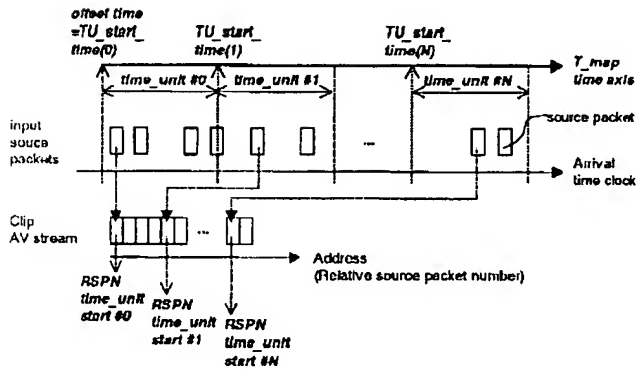 offset time
=TU_start_
time(0)
TU_start_
time(1)
TU_start_
time(N)
T_map
time axis
time_unit #0
time_unit #1
time_unit #N
input
souce
packets
...
source packet
Arrival
time clock
Clip
AV stream
...
Address
(Relative source packet number)
RSPN
time_unit
start #0
RSPN
time_unit
start #1
RSPN
time_unit
start #N